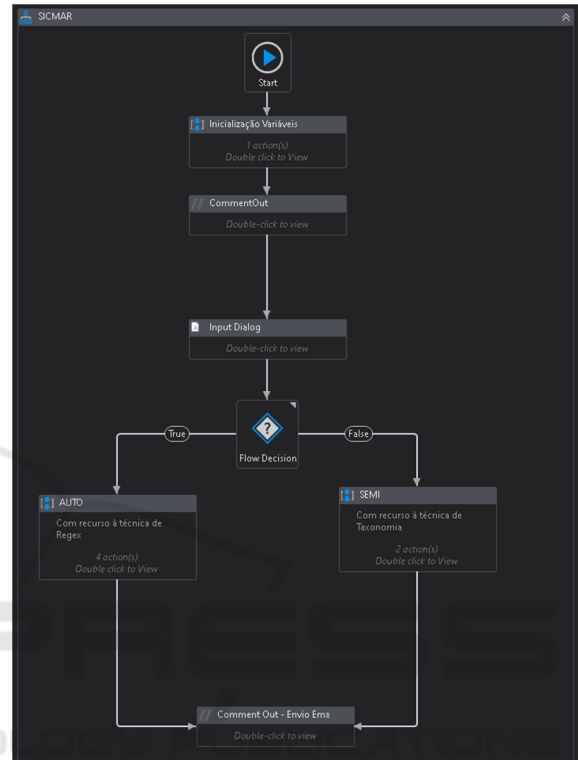 SICMAR
Start
Inicialização Variáveis
1 action(s)
Double click to View
// CommentOut
Double-click to view
Input Dialog
Double-click to view
?
True
False
Flow Decision
AUTO
Com recurso à técnica de
Regex
4 action(s)
Double click to View
SEMI
Com recurso à técnica de
Taxonomia
2 action(s)
Double click to View
// Comment Out - Envio Ema
Double-click to view